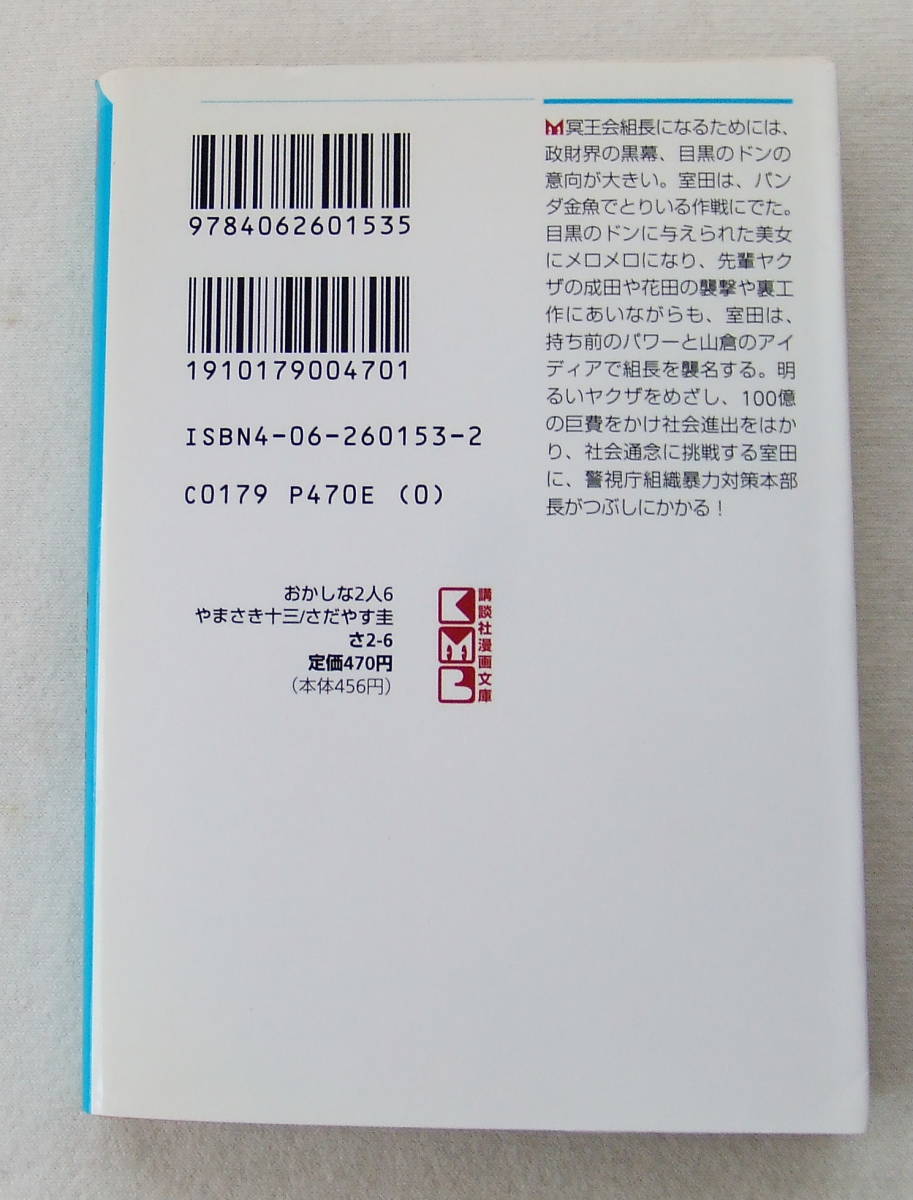 冥王会組長になるためには、
政財界の黒幕、目黒のドンの
意向が大きい。室田は、パン
ダ金魚でとりいる作戦にでた。
目黒のドンに与えられた美女
にメロメロになり、先輩ヤク
ザの成田や花田の襲撃や裏工
作にあいながらも、室田は、
持ち前のパワーと山倉のアイ
ディアで組長を襲名する。明
るいヤクザをめざし、100億
の巨費をかけ社会進出をはか
り、社会通念に挑戦する室田
に、警視庁組織暴力対策本部
長がつぶしにかかる!
9784062601535
1910179004701
ISBN4-06-260153-2
C0179 P470E (0)
おかしな2人6
やまさき十三/さだやす圭
さ2-6
定価470円
(本体456円)
講談社漫画文庫